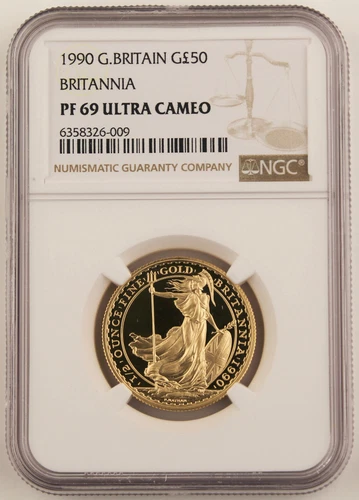 1990 G.BRITAIN G£50
BRITANNIA
PF 69 ULTRA CAMEO
6358326-009
NUMISMATIC GUARANTY COMPANY
NGC
1/2·OUNCE·FINE GOLD BRITANNIA·1990